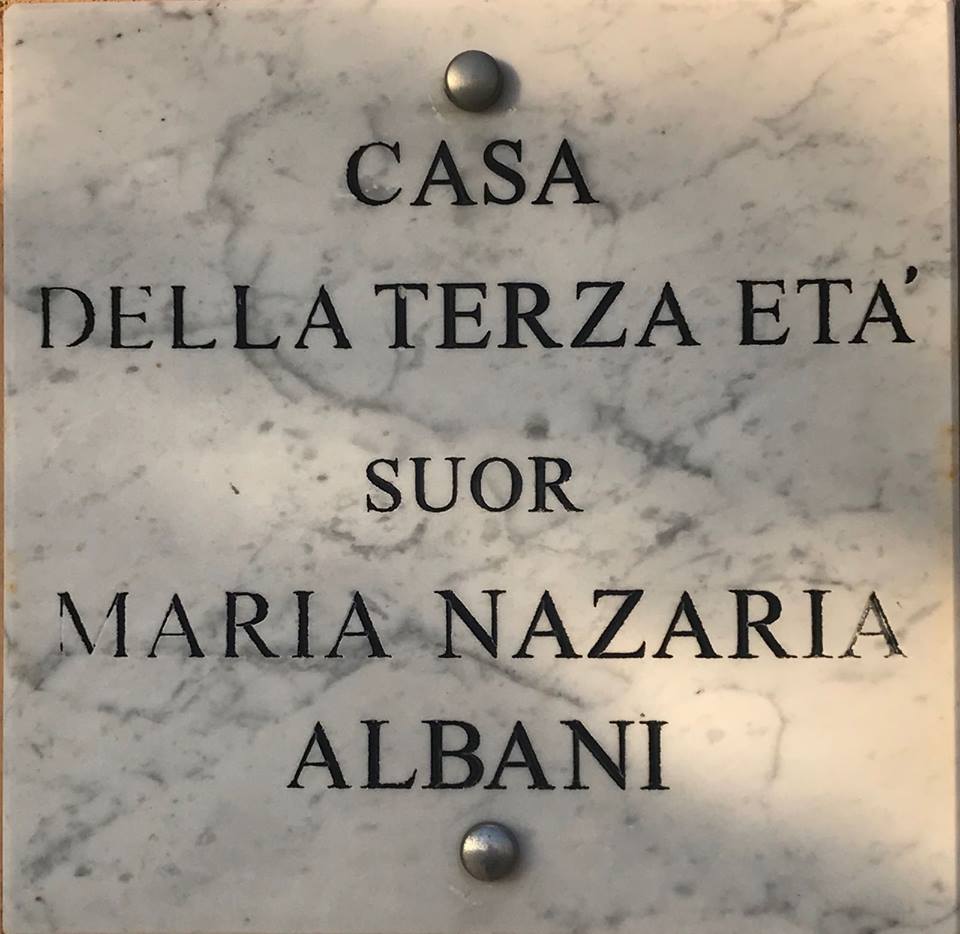 CASA
DELLA TERZA ETA'
SUOR
MARIA NAZARIA
ALBANI